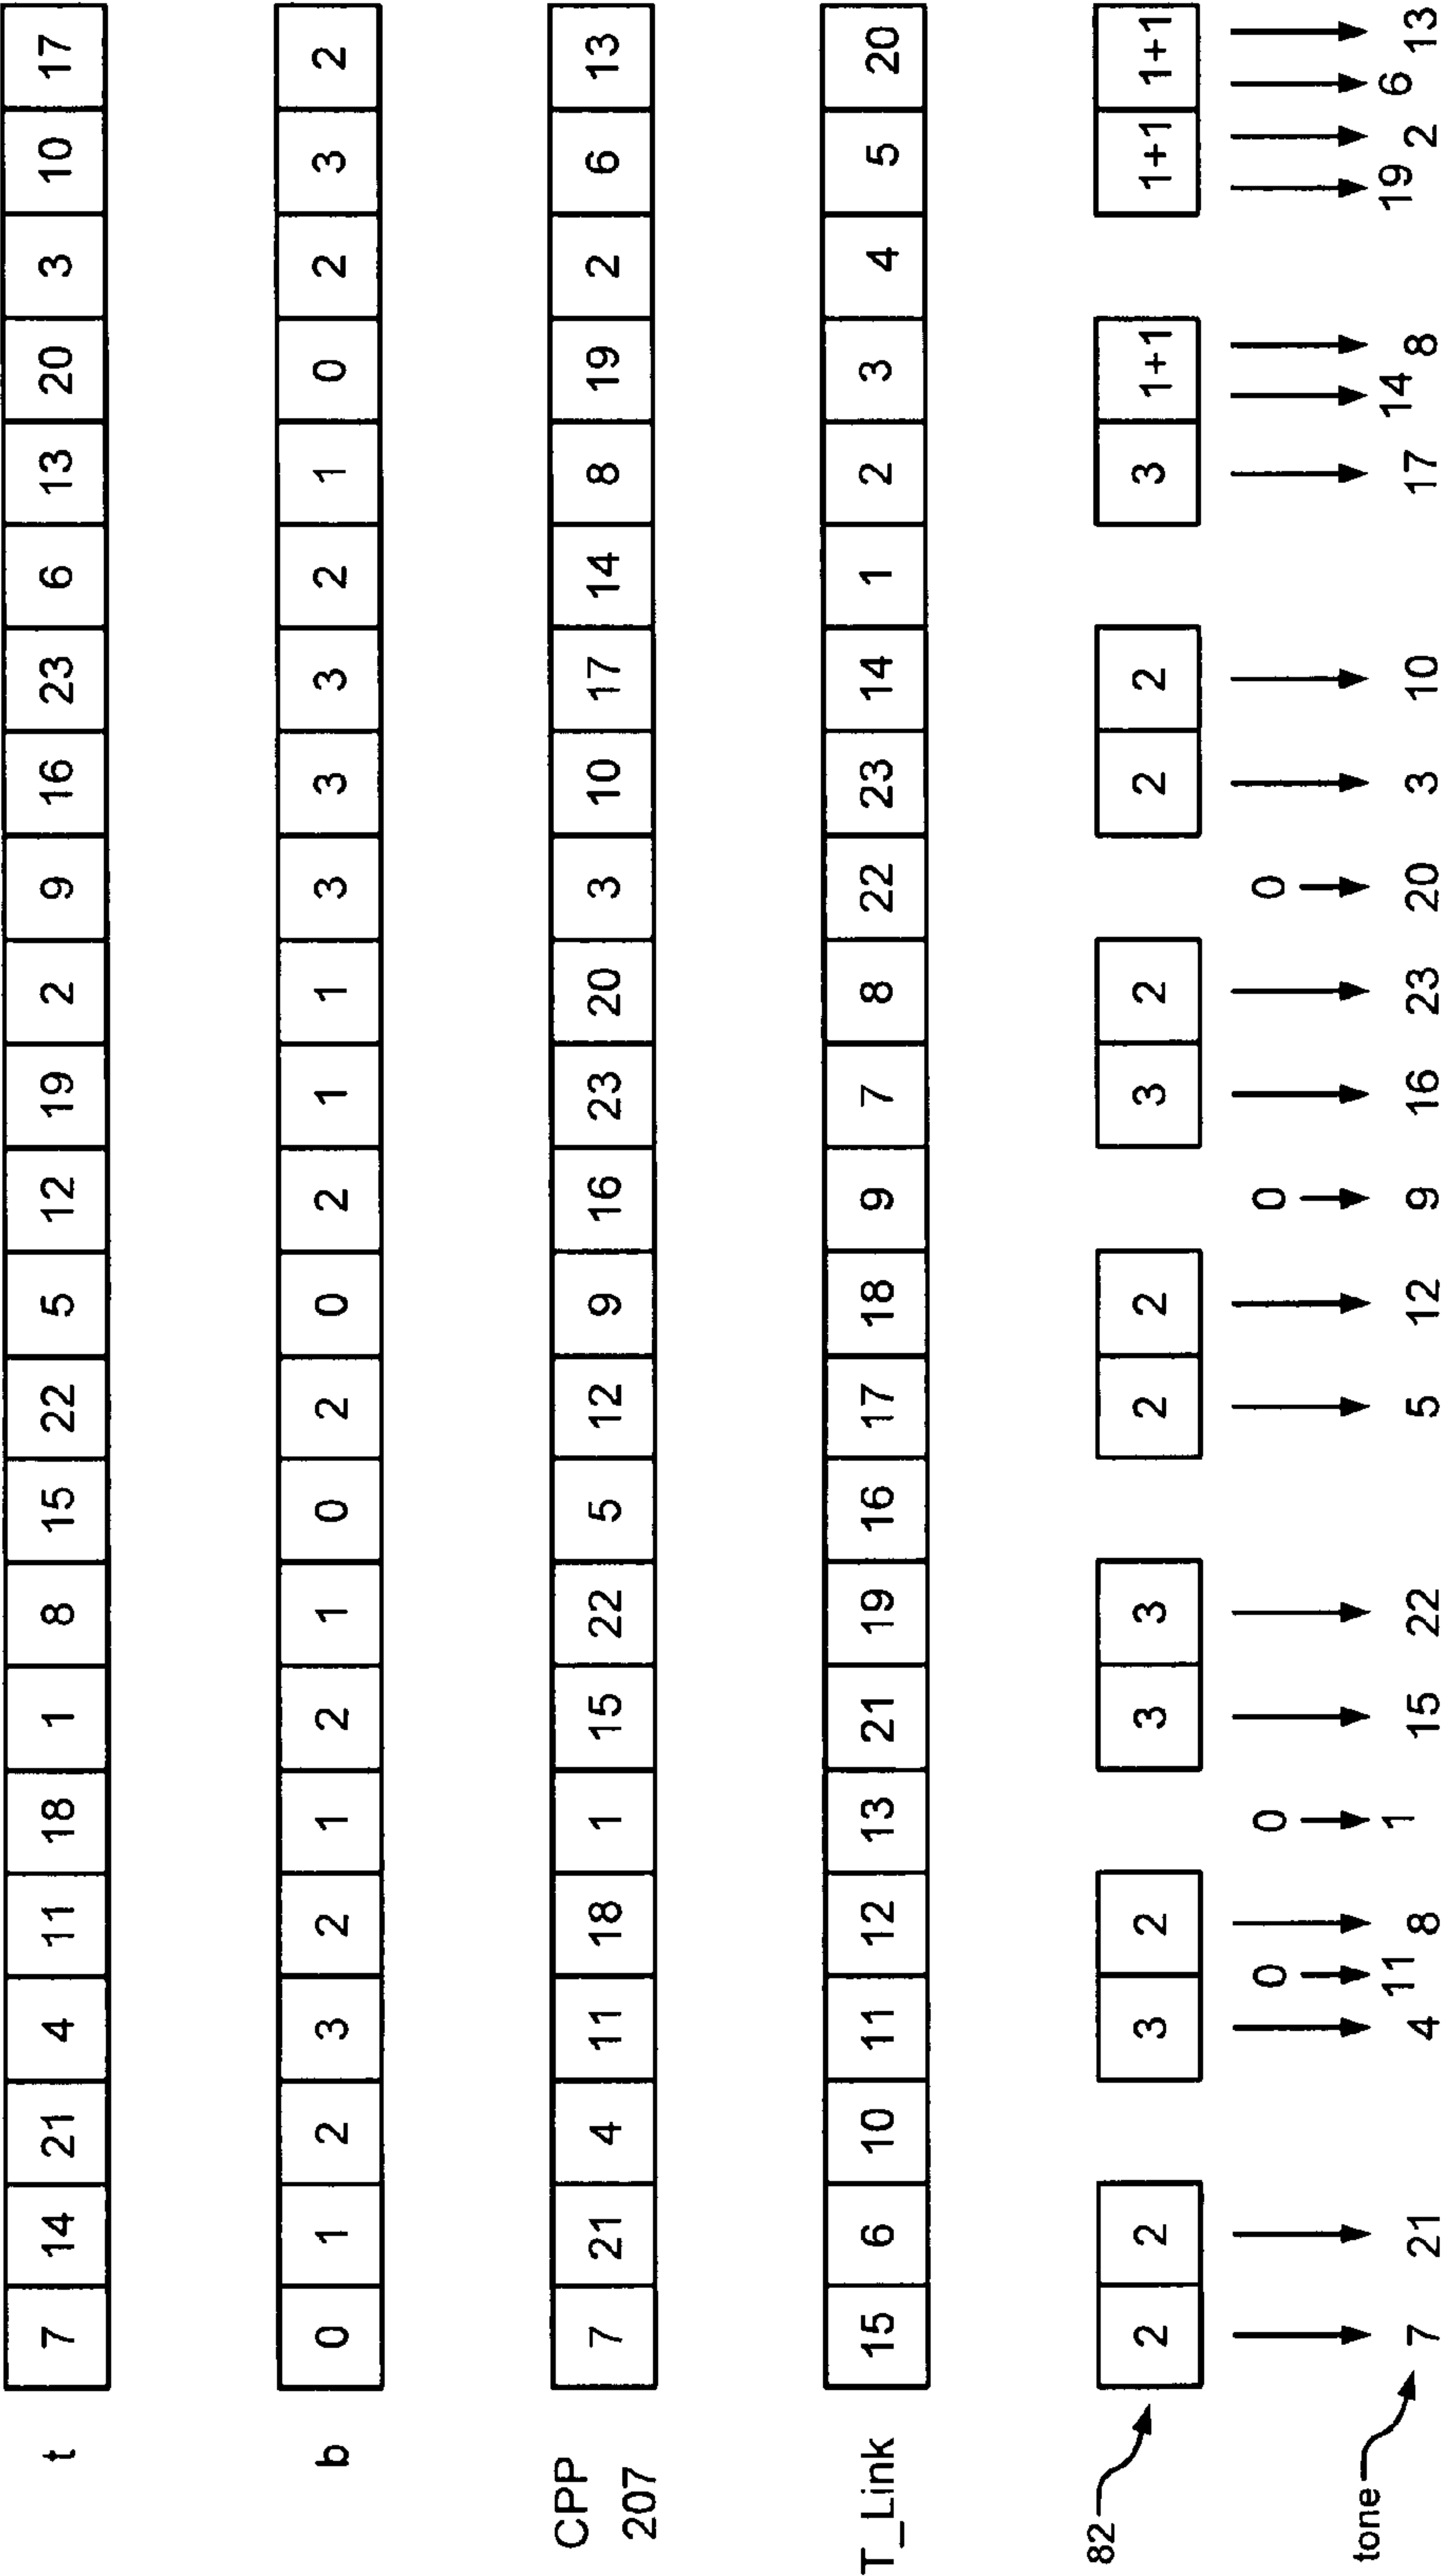 t 7 14 21 4 11 18 1 8 15 22 5 12 19 2 9 16 23 6 13 20 3 10 17
b 0 1 2 3 2 1 2 1 0 2 0 2 1 1 3 3 3 2 1 0 2 3 2
CPP
207 7 21 4 11 18 1 15 22 5 12 9 16 23 20 3 10 17 14 8 19 2 6 13
T_Link 15 6 10 11 12 13 21 19 16 17 18 9 7 8 22 23 14 1 2 3 4 5 20
82 2 2 3 2 3 3 2 2 3 2 2 2 3 1+1 1+1 1+1
0 0 0 0
tone 7 21 4 11 8 1 15 22 5 12 9 16 23 20 3 10 17 14 8 19 2 6 13